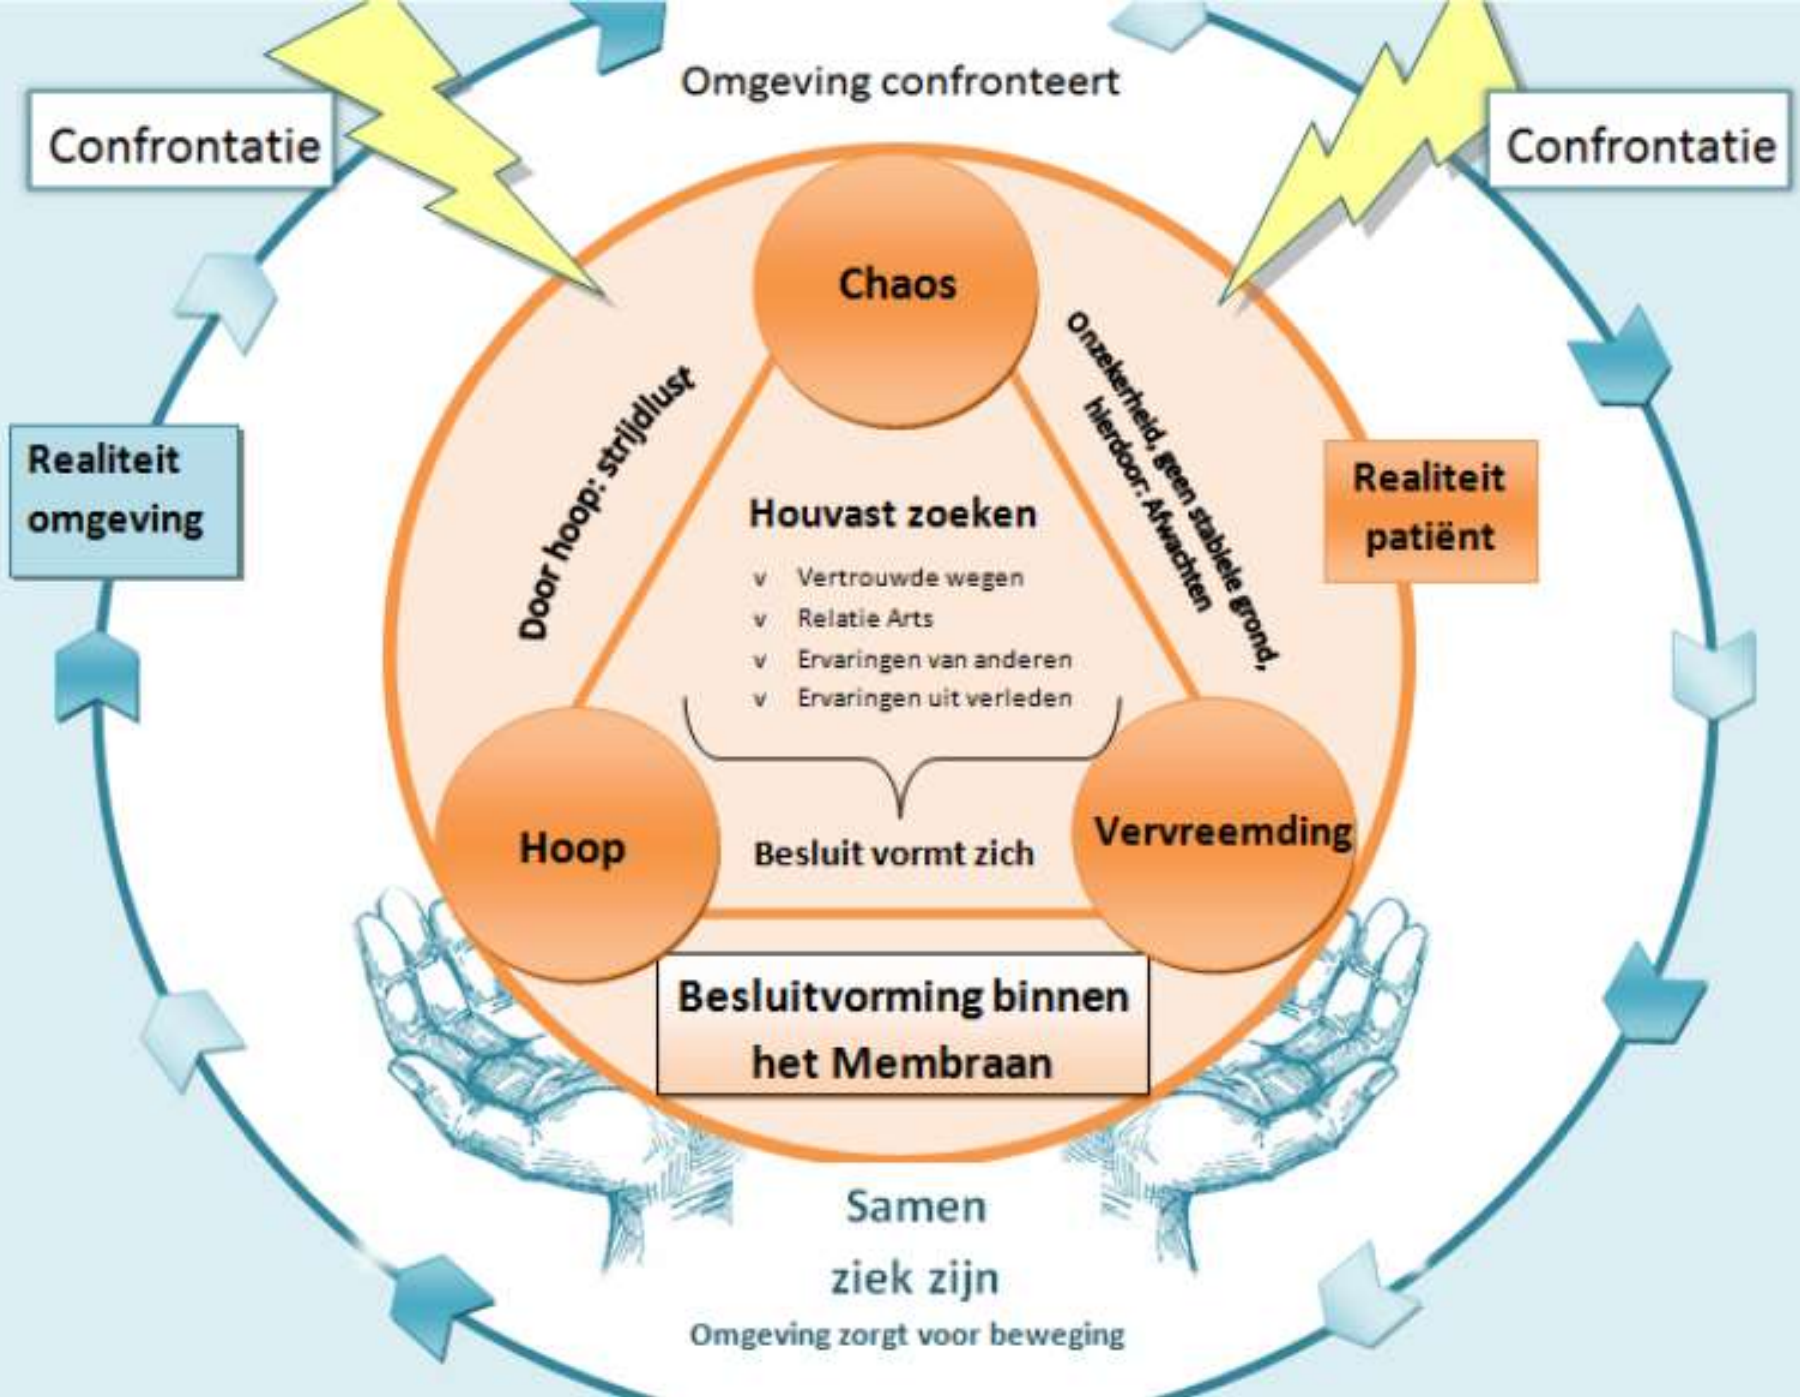 Omgeving confronteert
Confrontatie
Confrontatie
Chaos
Door hoop: strijdlust
onzekerheid, geen stabiele grond,
hierdoor: Afwachten
Realiteit
omgeving
Realiteit
patiënt
Houvast zoeken
v Vertrouwde wegen
v Relatie Arts
v Ervaringen van anderen
v Ervaringen uit verleden
Hoop
Besluit vormt zich
Vervreemding
Besluitvorming binnen
het Membraan
Samen
ziek zijn
Omgeving zorgt voor beweging